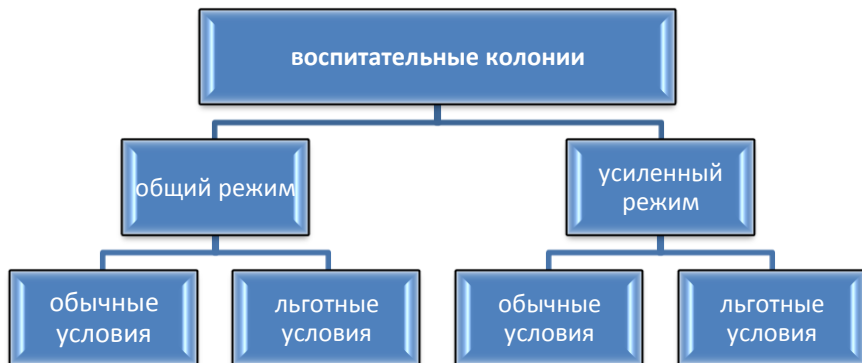 воспитательные колонии
общий режим
усиленный
режим
обычные
условия
льготные
условия
обычные
условия
льготные
условия